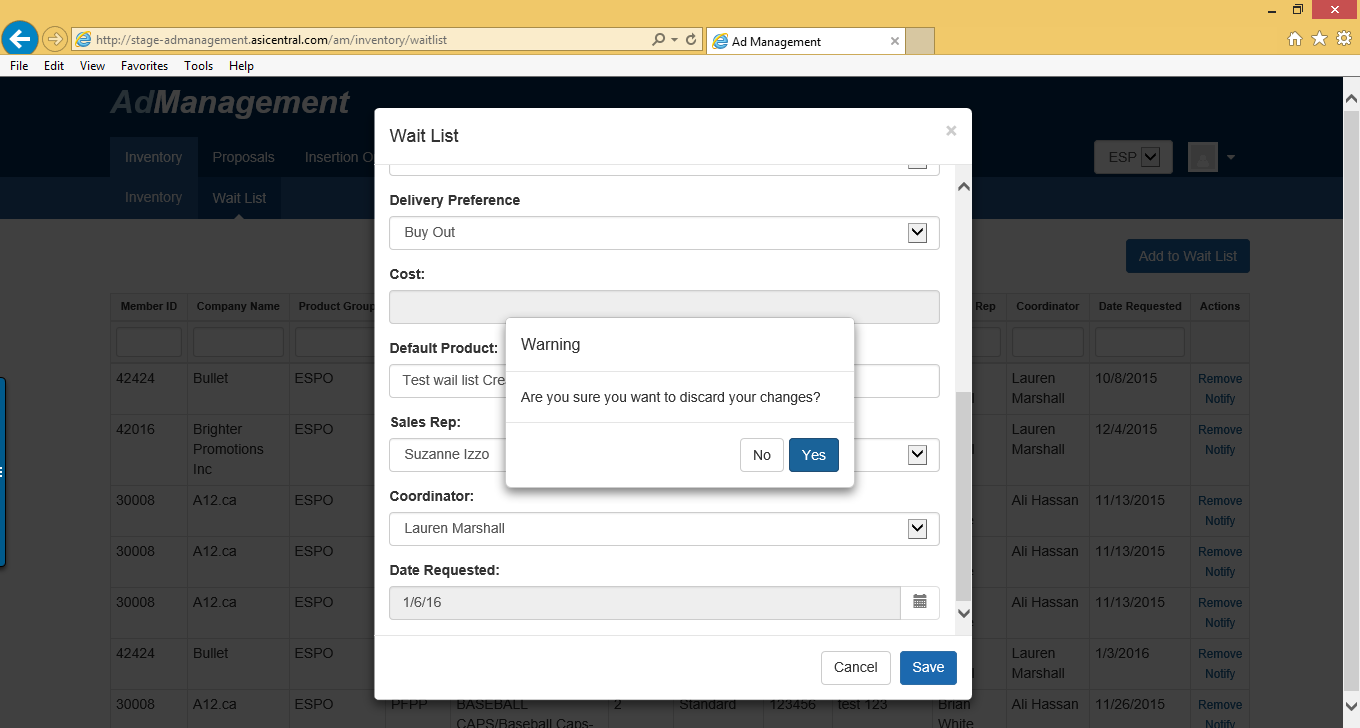 http://stage-admanagement.asicentral.com/am/inventory/waitlist
Ad Management
File Edit View Favorites Tools Help
AdManagement
Inventory Proposals Insertion O
ESP
Inventory Wait List
Add to Wait List
Wait List
Delivery Preference
Buy Out
Cost:
Default Product:
Test wail list Cre
Sales Rep:
Suzanne Izzo
Coordinator:
Lauren Marshall
Date Requested:
1/6/16
Cancel Save
Warning
Are you sure you want to discard your changes?
No Yes
Member ID Company Name Product Group Rep Coordinator Date Requested Actions
42424 Bullet ESPO Lauren Marshall 10/8/2015 Remove Notify
42016 Brighter Promotions Inc ESPO Lauren Marshall 12/4/2015 Remove Notify
30008 A12.ca ESPO Ali Hassan 11/13/2015 Remove Notify
30008 A12.ca ESPO Ali Hassan 11/13/2015 Remove Notify
30008 A12.ca ESPO Ali Hassan 11/13/2015 Remove Notify
42424 Bullet ESPO Lauren Marshall 1/3/2016 Remove Notify
30008 A12.ca ESPO PFPP BASEBALL CAPS/Baseball Caps- 2 Standard 123456 test 123 Brian White Ali Hassan 11/26/2015 Remove Notify